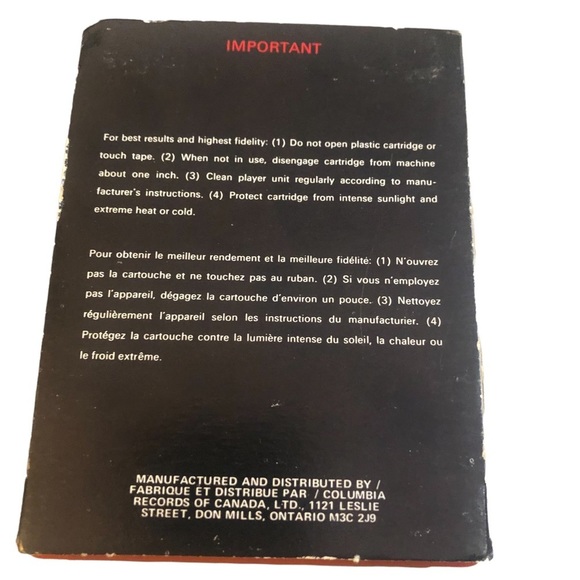 IMPORTANT
For best results and highest fidelity: (1) Do not open plastic cartridge or
touch tape. (2) When not in use, disengage cartridge from machine
about one inch. (3) Clean player unit regularly according to manu-
facturer's instructions. (4) Protect cartridge from intense sunlight and
extreme heat or cold.
Pour obtenir le meilleur rendement et la meilleure fidélité: (1) N'ouvrez
pas la cartouche et ne touchez pas au ruban. (2) Si vous n'employez
pas l'appareil, dégagez la cartouche d'environ un pouce. (3) Nettoyez
régulièrement l'appareil selon les instructions du manufacturier. (4)
Protégez la cartouche contre la lumière intense du soleil, la chaleur ou
le froid extrême.
MANUFACTURED AND DISTRIBUTED BY /
FABRIQUE ET DISTRIBUE PAR / COLUMBIA
RECORDS OF CANADA, LTD., 1121 LESLIE
STREET, DON MILLS, ONTARIO M3C 2J9